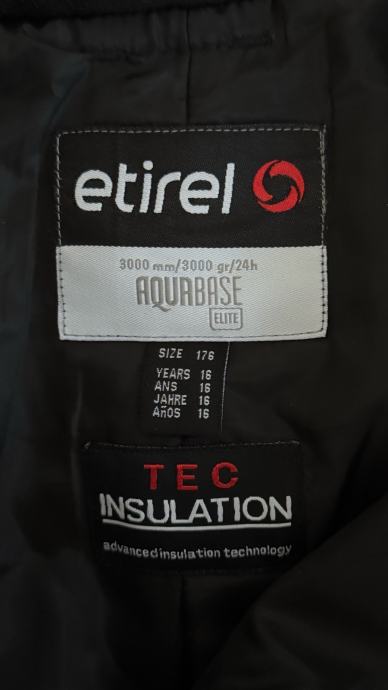 etirel
3000 mm/3000 gr/24h
AQUABASE
ELITE
SIZE 176
YEARS 16
ANS 16
JAHRE 16
AñOS 16
TEC
INSULATION
advancedinsulation technology